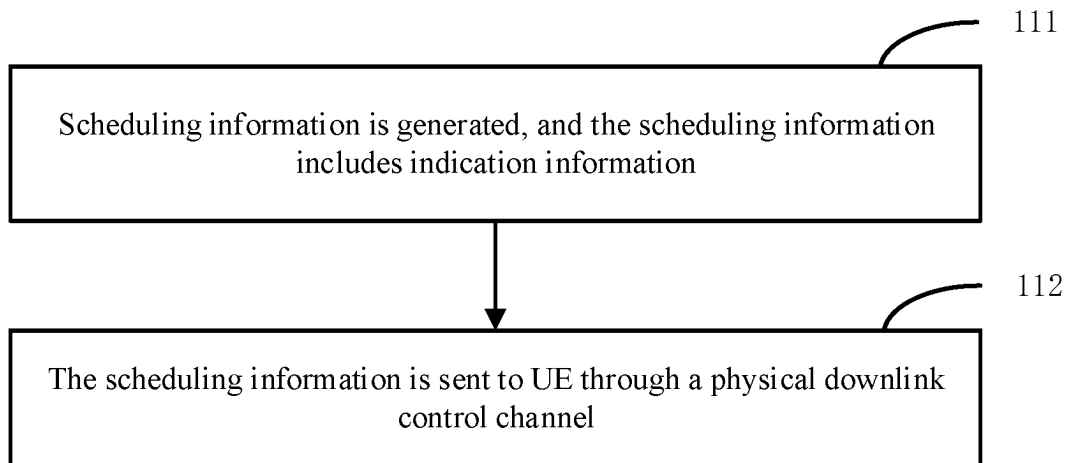 111
Scheduling information is generated, and the scheduling information
includes indication information
112
The scheduling information is sent to UE through a physical downlink
control channel